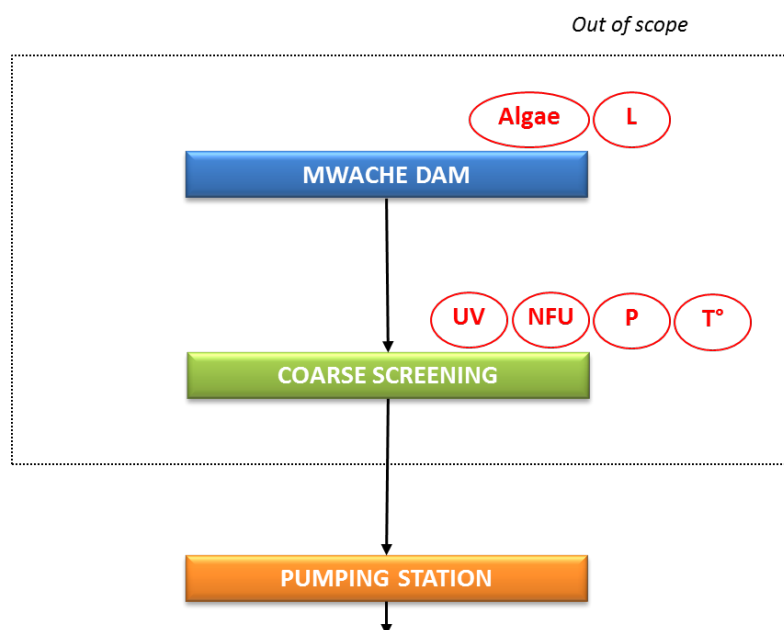 Out of scope
Algae L
MWACHE DAM
UV NFU P T°
COARSE SCREENING
PUMPING STATION